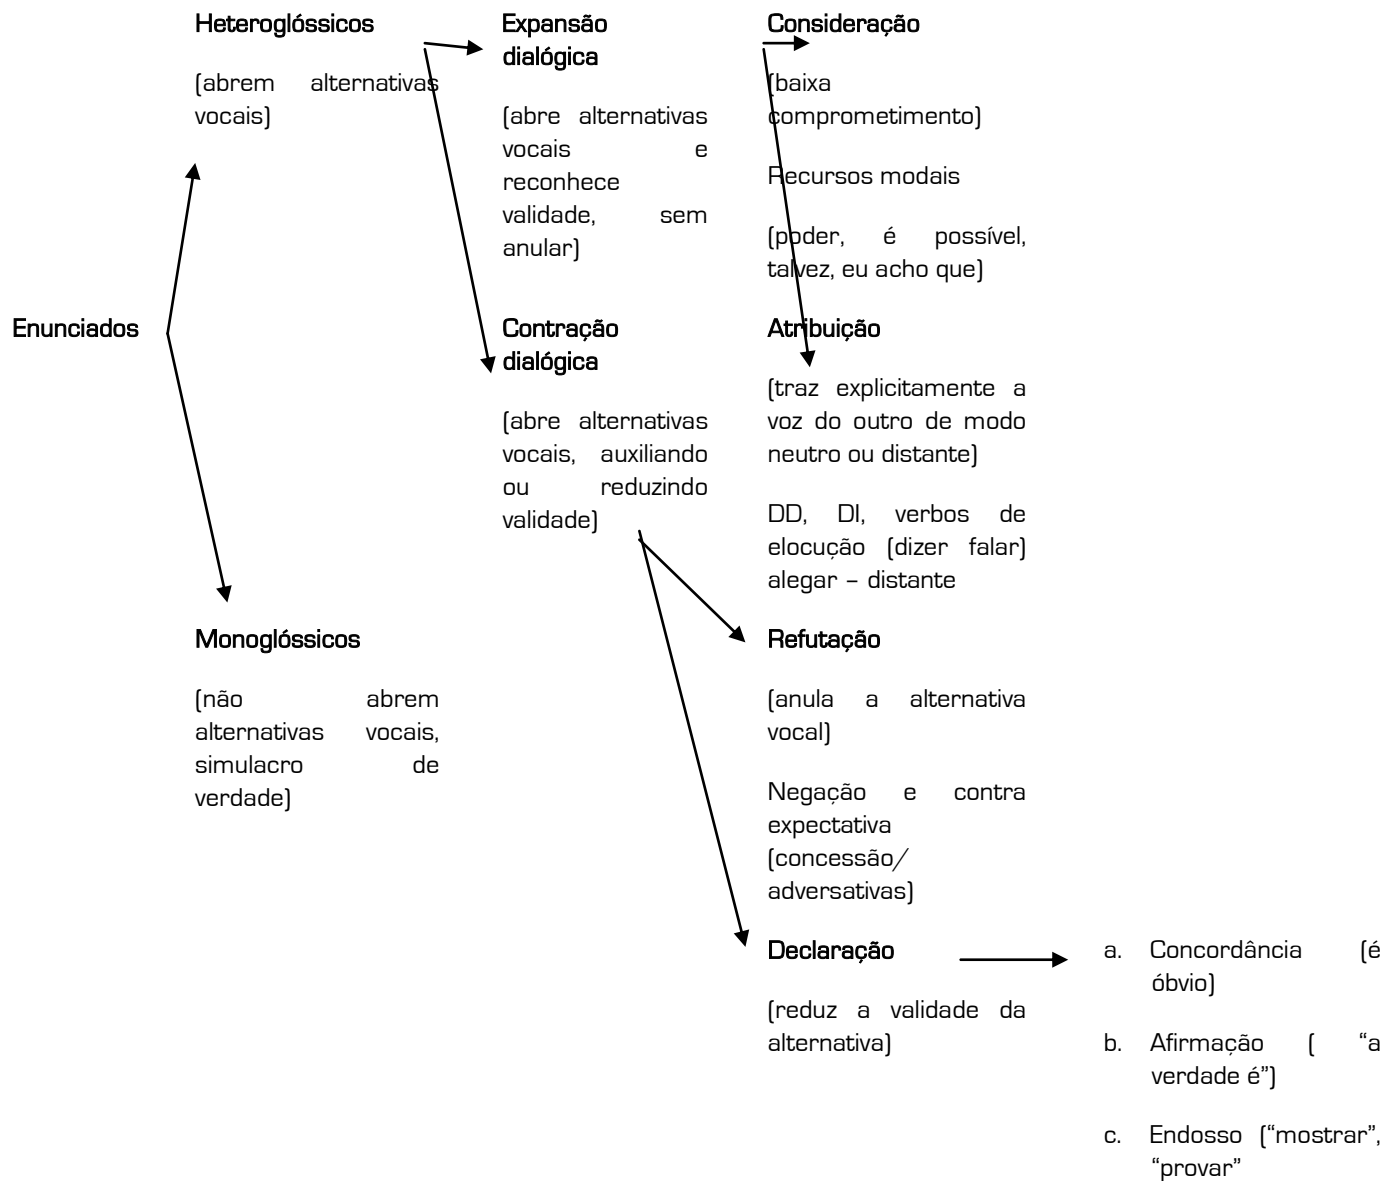 Heteroglóssicos
(abrem alternativas
vocais)
Expansão
dialógica
(abre alternativas
vocais e
reconhece
validade, sem
anular)
Consideração
(baixa
comprometimento)
Recursos modais
(poder, é possível,
talvez, eu acho que)
Enunciados
Contração
dialógica
(abre alternativas
vocais, auxiliando
ou reduzindo
validade)
Atribuição
(traz explicitamente a
voz do outro de modo
neutro ou distante)
DD, DI, verbos de
elocução (dizer falar)
alegar – distante
Monoglóssicos
(não abrem
alternativas vocais,
simulacro de
verdade)
Refutação
(anula a alternativa
vocal)
Negação e contra
expectativa
(concessão/
adversativas)
Declaração
(reduz a validade da
alternativa)
a. Concordância (é
óbvio)
b. Afirmação ( “a
verdade é”)
c. Endosso (“mostrar”,
“provar”